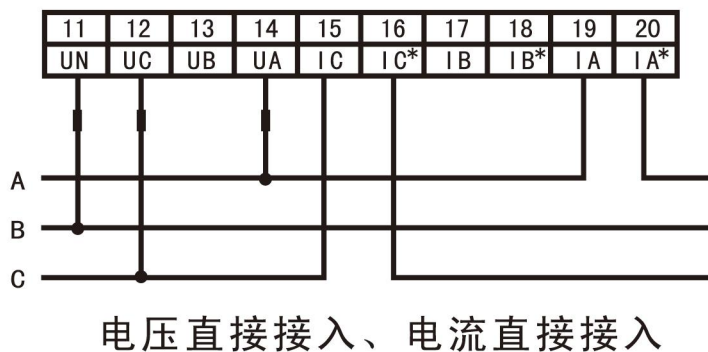 11 12 13 14 15 16 17 18 19 20
UN UC UB UA IC IC* IB IB* IA IA*
A
B
C
电压直接接入、电流直接接入